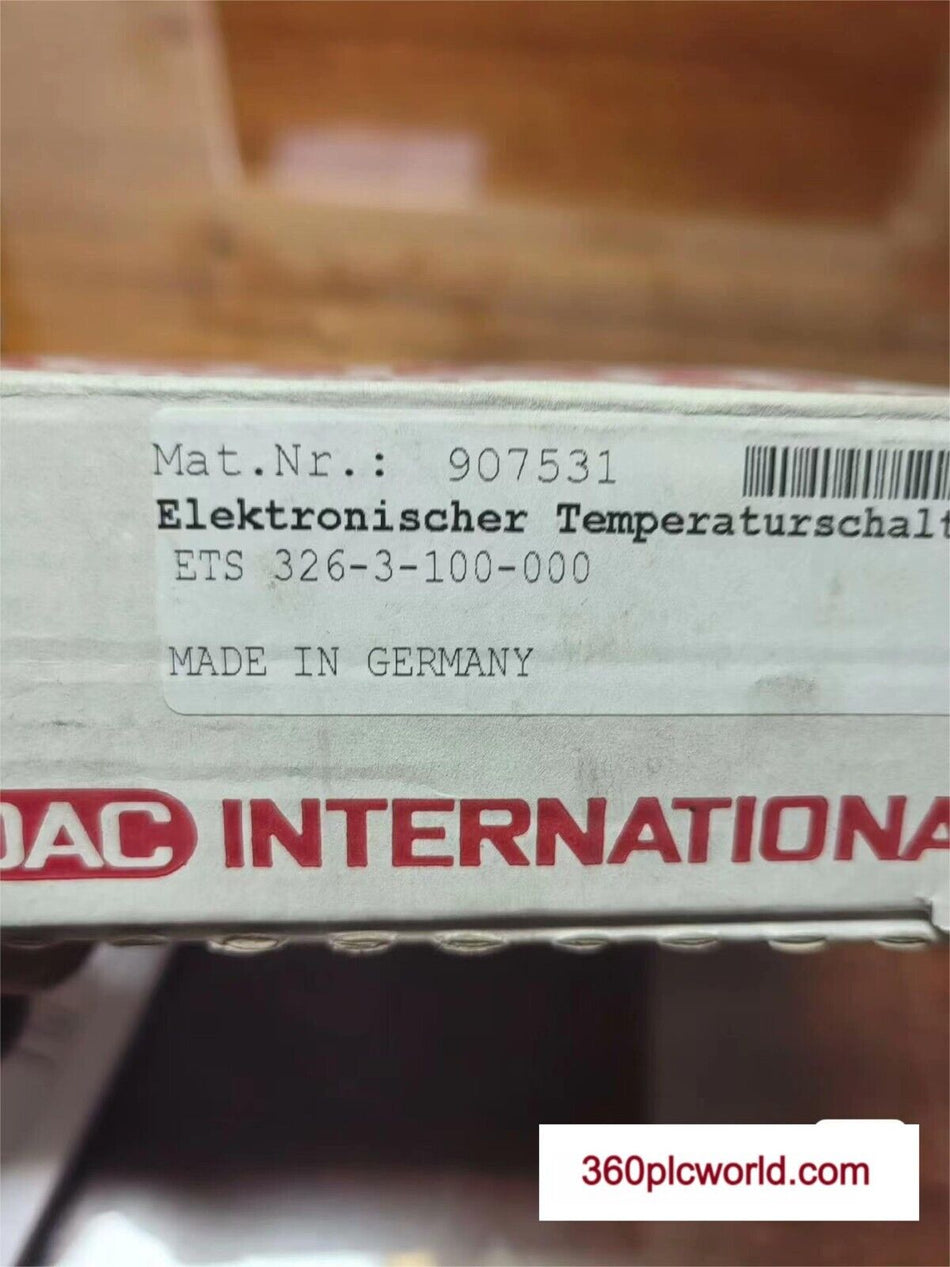 Mat.Nr.: 907531
Elektronischer Temperaturschalt
ETS 326-3-100-000
MADE IN GERMANY
DAC INTERNATIONA
360plcworld.com